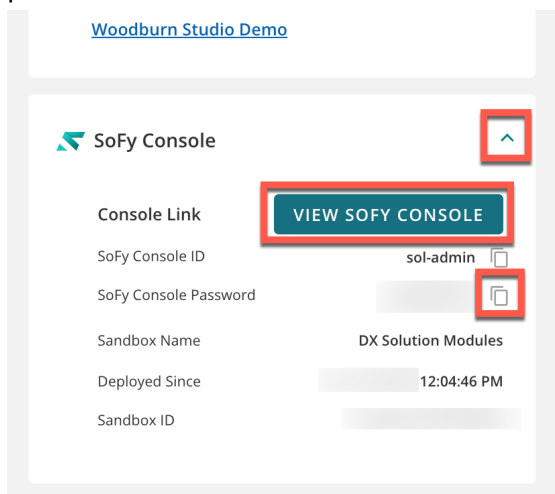 Woodburn Studio Demo
SoFy Console
Console Link VIEW SOFY CONSOLE
SoFy Console ID sol-admin
SoFy Console Password
Sandbox Name DX Solution Modules
Deployed Since 12:04:46 PM
Sandbox ID